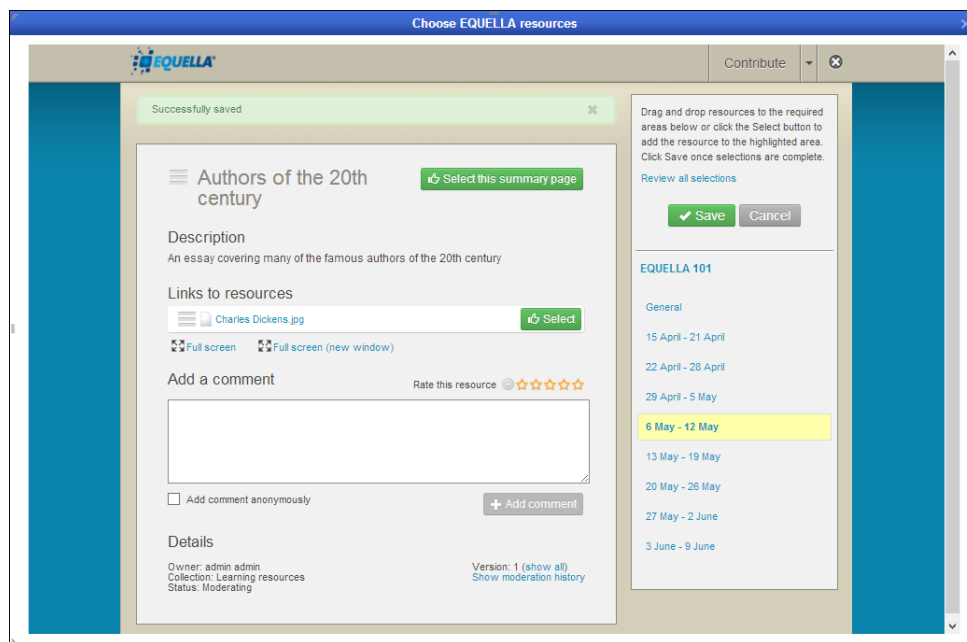 Choose EQUELLA resources
EQUELLA
Contribute
Successfully saved
Authors of the 20th
century
Select this summary page
Description
An essay covering many of the famous authors of the 20th century
Links to resources
Charles Dickens.jpg
Select
Full screen
Full screen (new window)
Add a comment
Rate this resource
Add comment anonymously
Add comment
Details
Owner: admin admin
Collection: Learning resources
Status: Moderating
Version: 1 (show all)
Show moderation history
Drag and drop resources to the required
areas below or click the Select button to
add the resource to the highlighted area.
Click Save once selections are complete.
Review all selections
Save
Cancel
EQUELLA 101
General
15 April - 21 April
22 April - 28 April
29 April - 5 May
6 May - 12 May
13 May - 19 May
20 May - 26 May
27 May - 2 June
3 June - 9 June